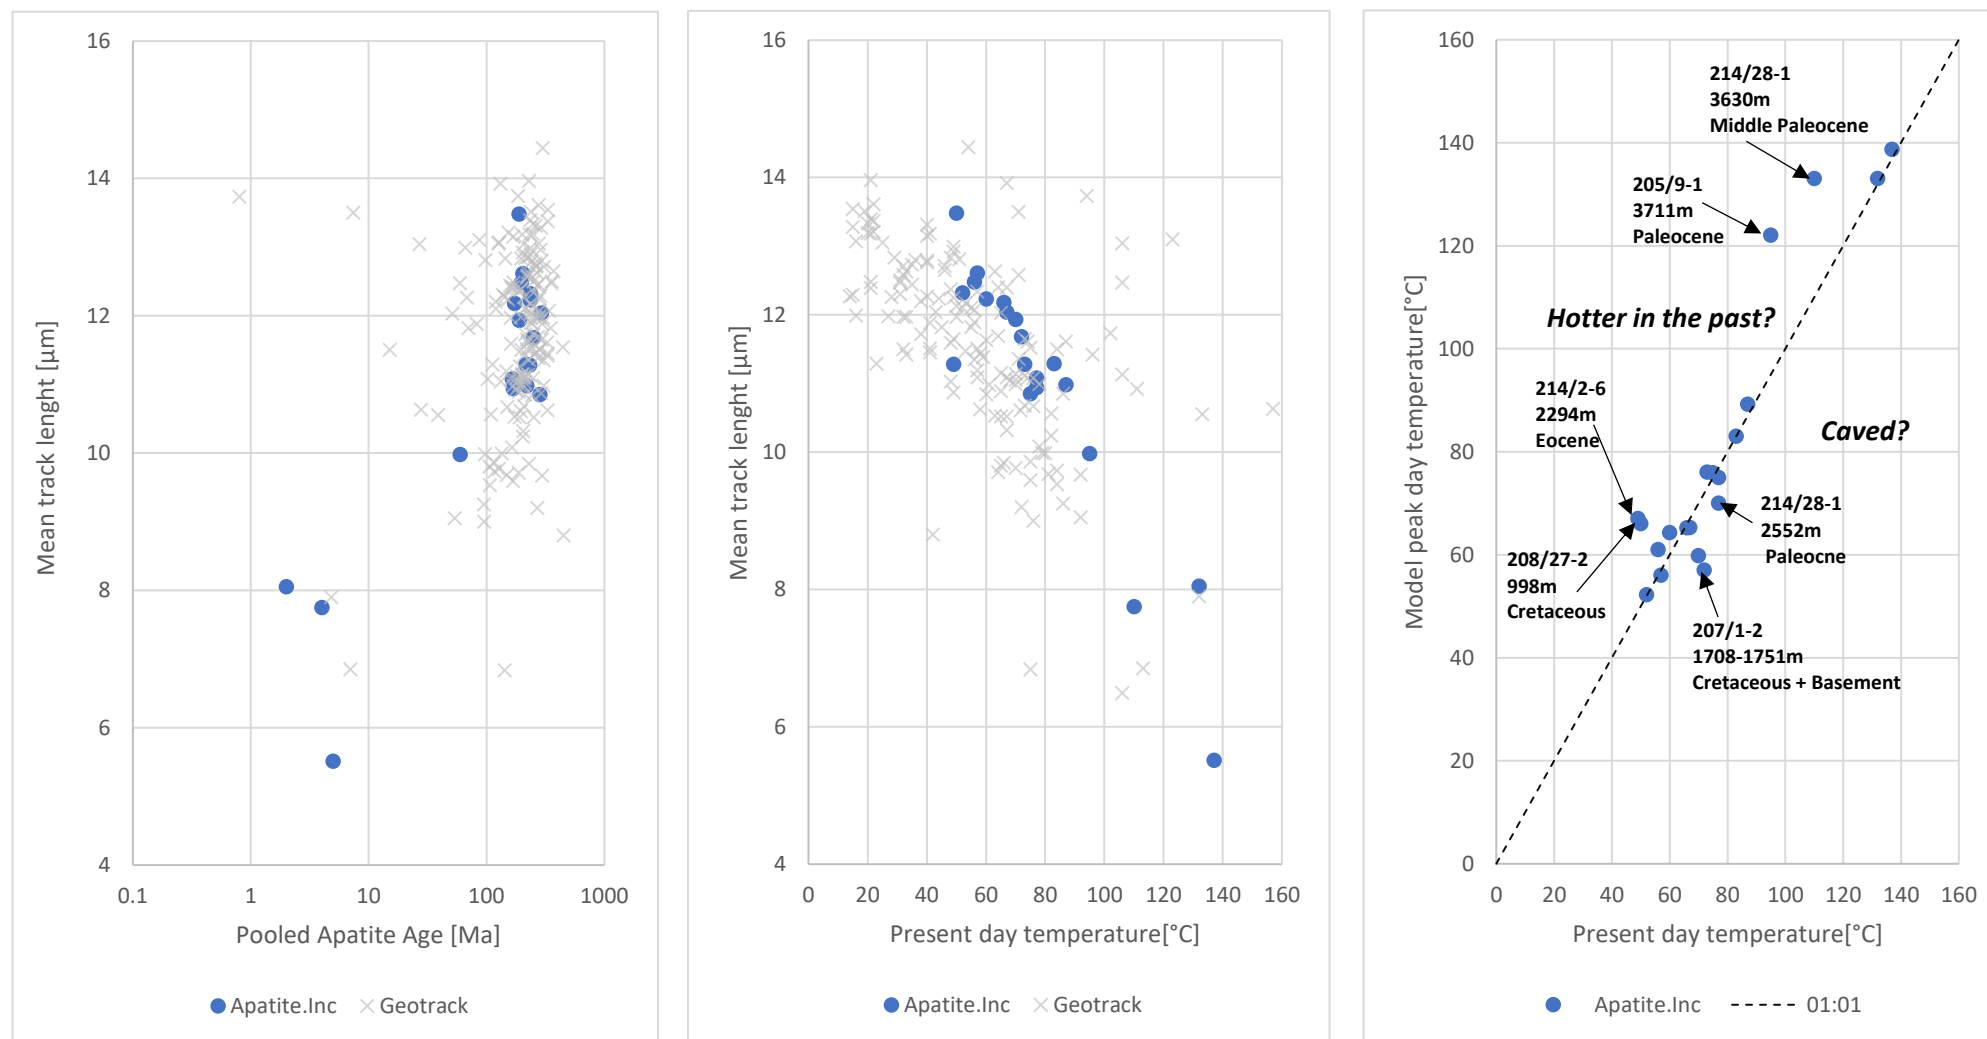 16
14
12
10
8
6
4
Mean track lenght [µm]
0.1 1 10 100 1000
Pooled Apatite Age [Ma]
Apatite.Inc Geotrack
16
14
12
10
8
6
4
Mean track lenght [µm]
0 20 40 60 80 100 120 140 160
Present day temperature[°C]
Apatite.Inc Geotrack
160
140
120
100
80
60
40
20
0
Model peak day temperature[°C]
214/28-1
3630m
Middle Paleocene
205/9-1
3711m
Paleocene
Hotter in the past?
214/2-6
2294m
Eocene
Caved?
214/28-1
2552m
Paleocne
208/27-2
998m
Cretaceous
207/1-2
1708-1751m
Cretaceous + Basement
0 20 40 60 80 100 120 140 160
Present day temperature[°C]
Apatite.Inc 01:01